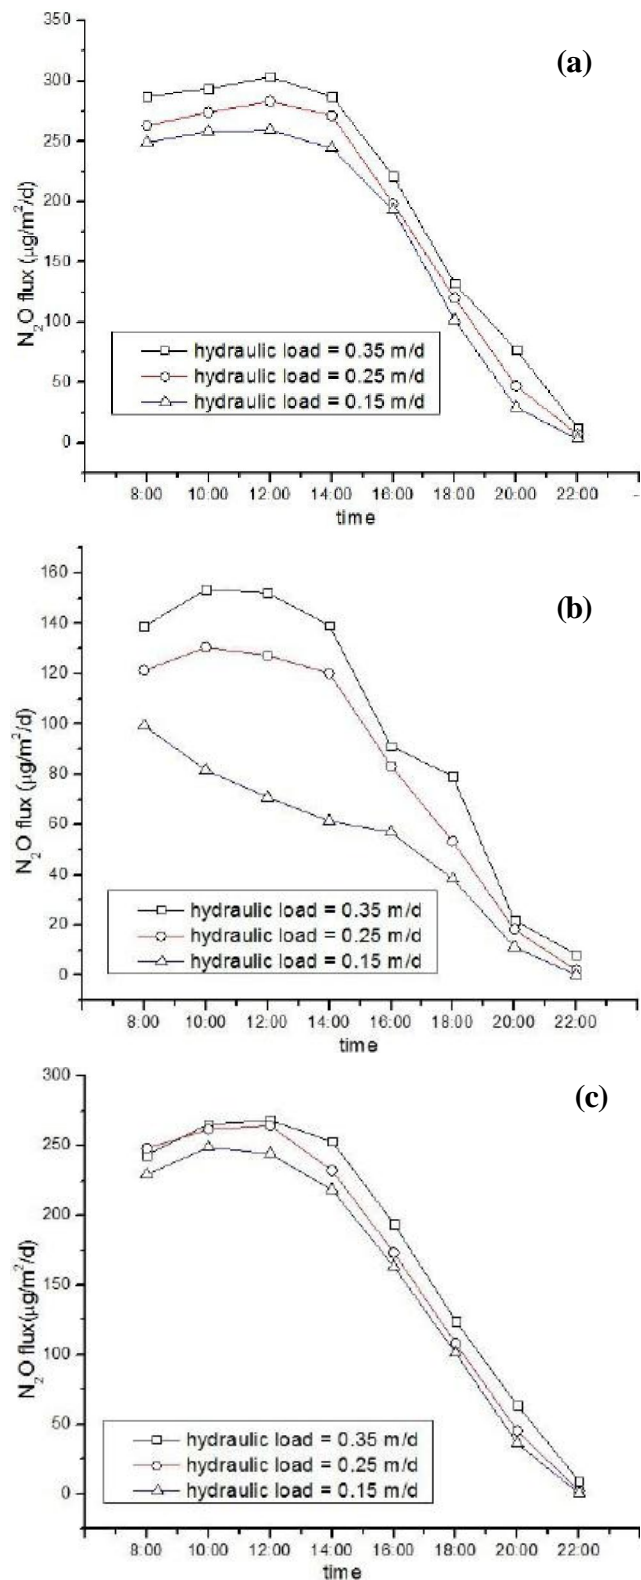 (a)
350
300
250
200
150
100
50
0
N₂O flux (μg/m²/d)
hydraulic load = 0.35 m/d
hydraulic load = 0.25 m/d
hydraulic load = 0.15 m/d
8:00 10:00 12:00 14:00 16:00 18:00 20:00 22:00
time
(b)
160
140
120
100
80
60
40
20
0
N₂O flux (μg/m²/d)
hydraulic load = 0.35 m/d
hydraulic load = 0.25 m/d
hydraulic load = 0.15 m/d
8:00 10:00 12:00 14:00 16:00 18:00 20:00 22:00
time
(c)
300
250
200
150
100
50
0
N₂O flux(μg/m²/d)
hydraulic load = 0.35 m/d
hydraulic load = 0.25 m/d
hydraulic load = 0.15 m/d
8:00 10:00 12:00 14:00 16:00 18:00 20:00 22:00
time